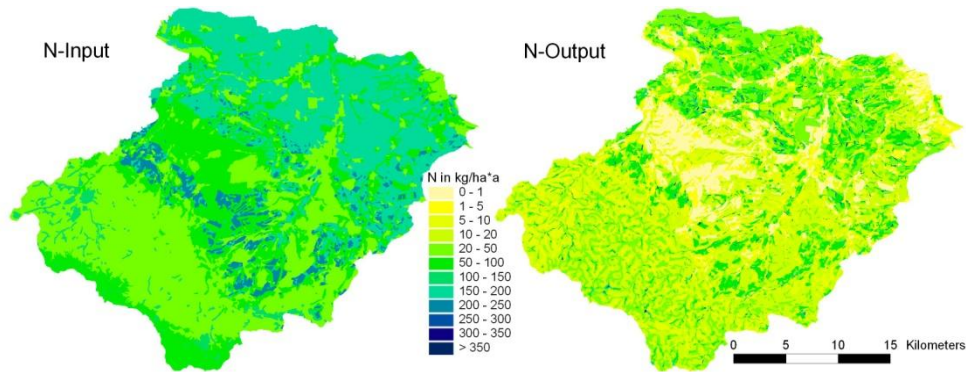 N-Input
N-Output
N in kg/ha*a
0 - 1
1 - 5
5 - 10
10 - 20
20 - 50
50 - 100
100 - 150
150 - 200
200 - 250
250 - 300
300 - 350
> 350
0 5 10 15 Kilometers